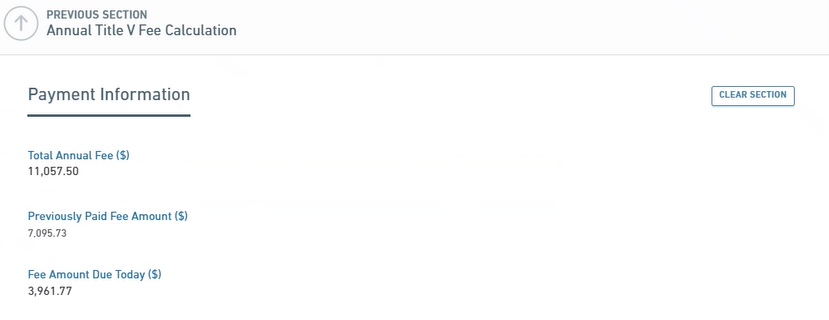 PREVIOUS SECTION
Annual Title V Fee Calculation
Payment Information
CLEAR SECTION
Total Annual Fee ($)
11,057.50
Previously Paid Fee Amount ($)
7,095.73
Fee Amount Due Today ($)
3,961.77